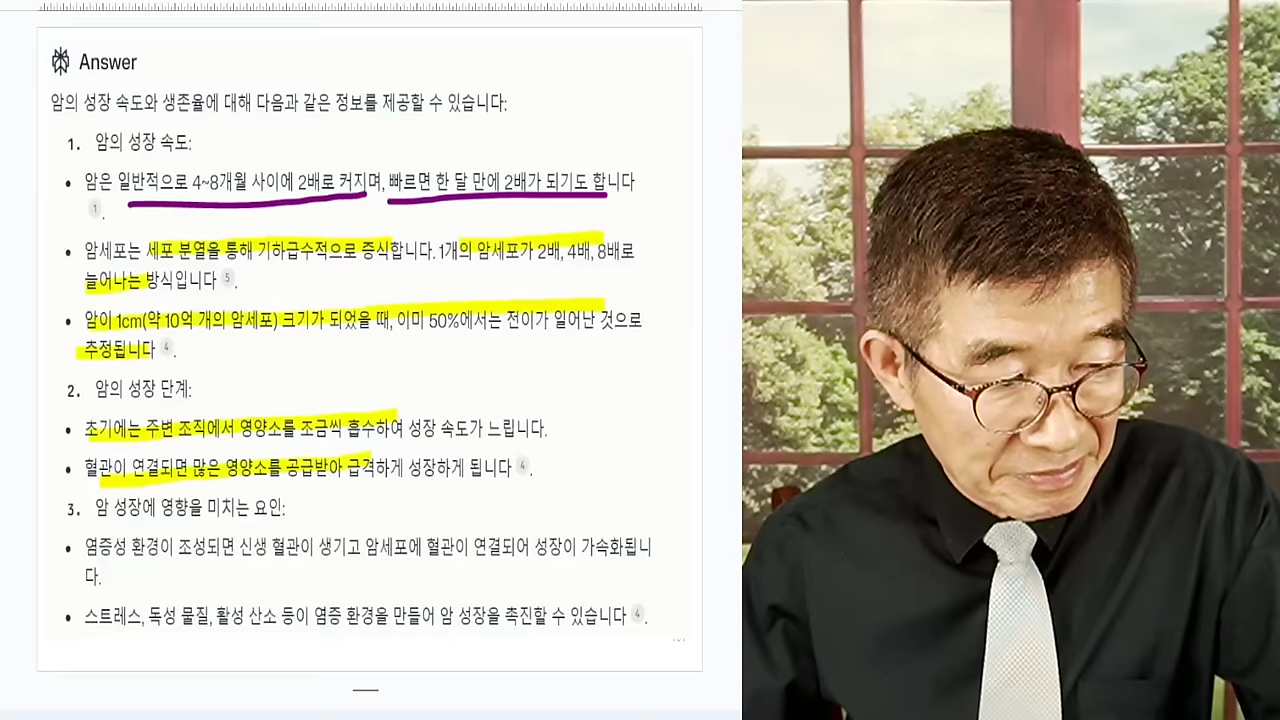 Answer
암의 성장 속도와 생존율에 대해 다음과 같은 정보를 제공할 수 있습니다:
1. 암의 성장 속도:
• 암은 일반적으로 4~8개월 사이에 2배로 커지며, 빠르면 한 달 만에 2배가 되기도 합니다
1 .
• 암세포는 세포 분열을 통해 기하급수적으로 증식합니다. 1개의 암세포가 2배, 4배, 8배로
늘어나는 방식입니다 5 .
• 암이 1cm(약 10억 개의 암세포) 크기가 되었을 때, 이미 50%에서는 전이가 일어난 것으로
추정됩니다 4 .
2. 암의 성장 단계:
• 초기에는 주변 조직에서 영양소를 조금씩 흡수하여 성장 속도가 느립니다.
• 혈관이 연결되면 많은 영양소를 공급받아 급격하게 성장하게 됩니다 4 .
3. 암 성장에 영향을 미치는 요인:
• 염증성 환경이 조성되면 신생 혈관이 생기고 암세포에 혈관이 연결되어 성장이 가속화됩니
다.
• 스트레스, 독성 물질, 활성 산소 등이 염증 환경을 만들어 암 성장을 촉진할 수 있습니다 4 .